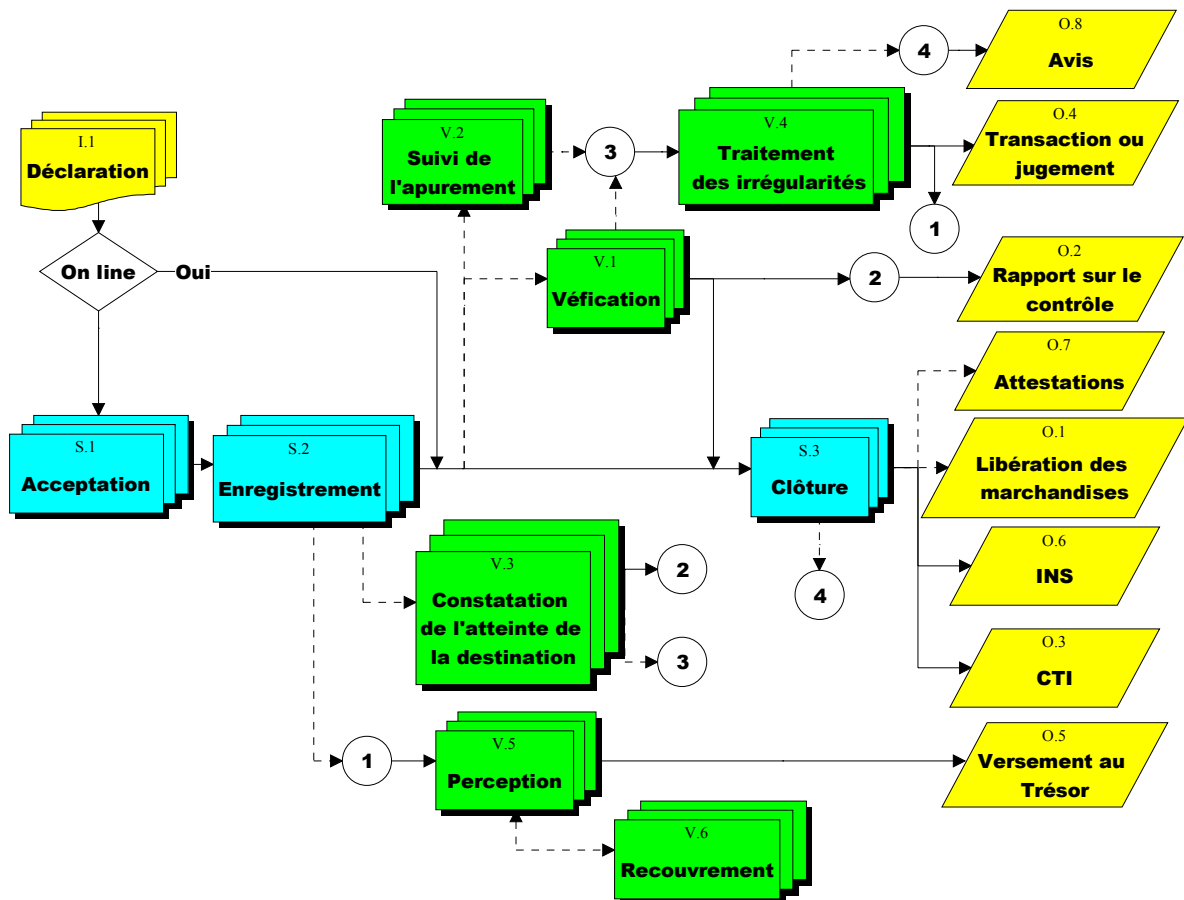 4
O.8
Avis
I.1
Déclaration
V.2
Suivi de
l'apurement
3
V.4
Traitement
des irrégularités
O.4
Transaction ou
jugement
1
On line
Oui
V.1
Véfication
2
O.2
Rapport sur le
contrôle
O.7
Attestations
S.1
Acceptation
S.2
Enregistrement
S.3
Clôture
O.1
Libération des
marchandises
V.3
Constatation
de l'atteinte de
la destination
2
3
4
O.6
INS
O.3
CTI
1
V.5
Perception
O.5
Versement au
Trésor
V.6
Recouvrement